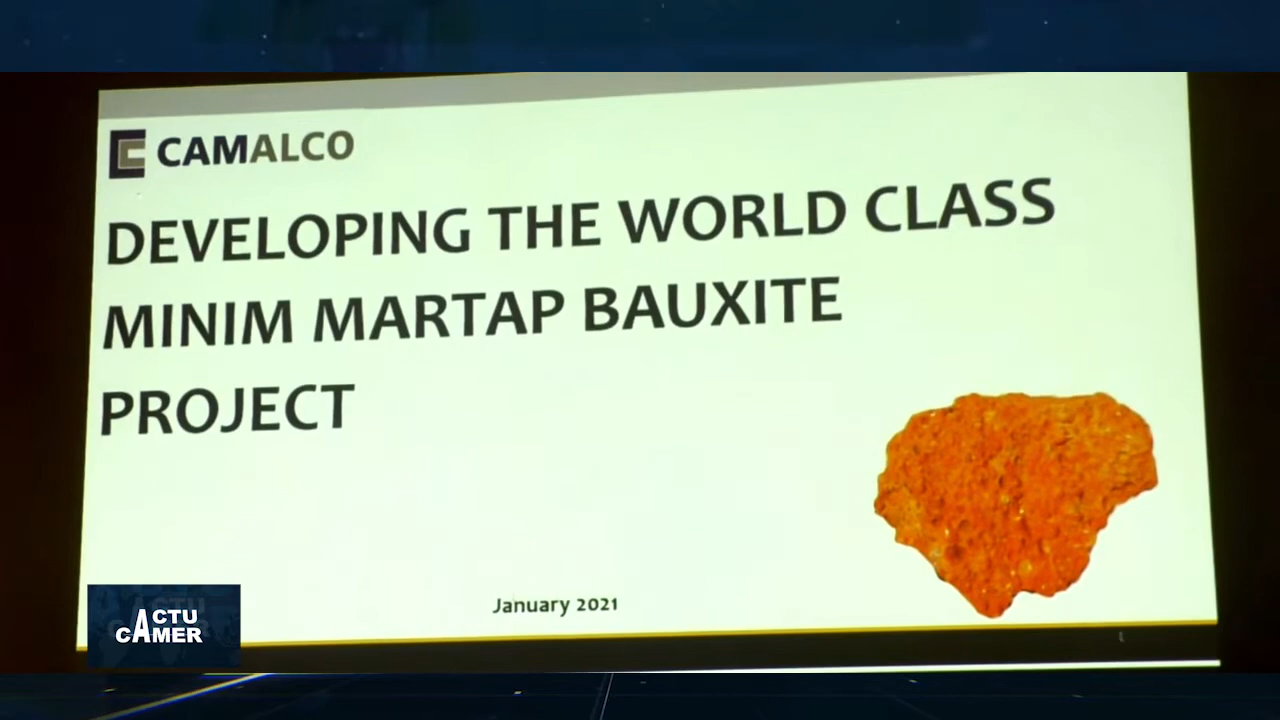 CAMALCO
DEVELOPING THE WORLD CLASS
MINIM MARTAP BAUXITE
PROJECT
January 2021
ACTU
CAMER